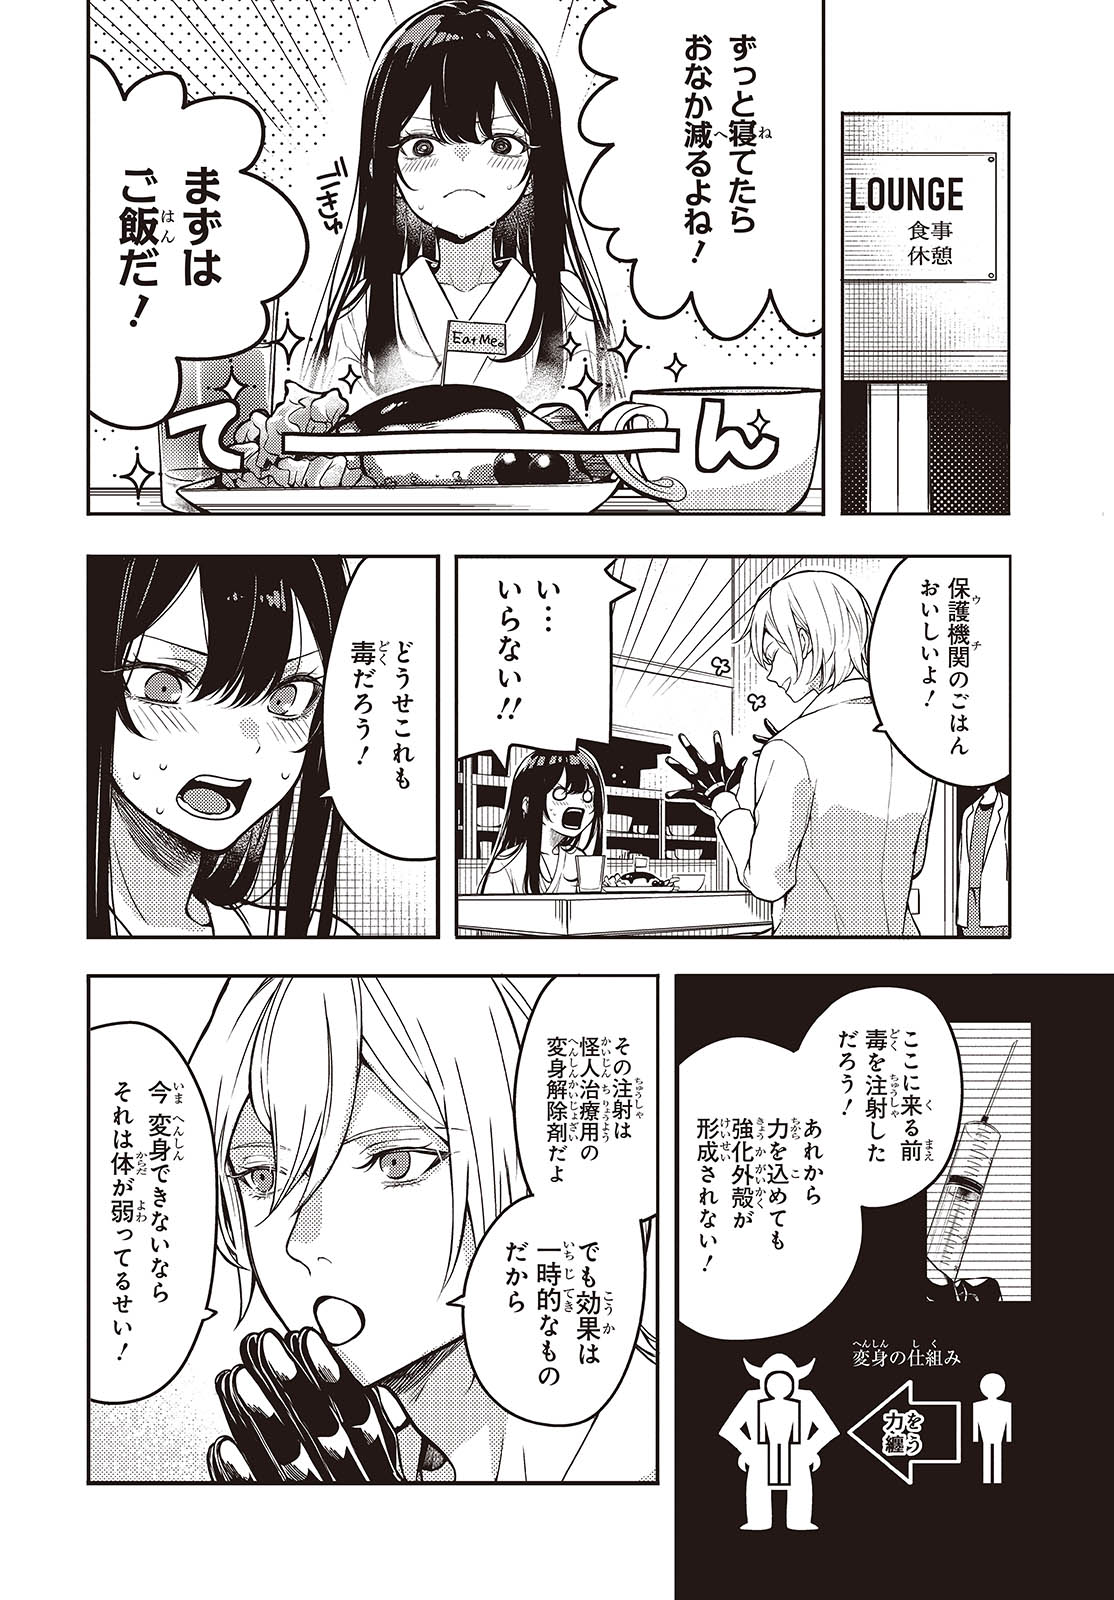 LOUNGE
食事
休憩
ずっと寝てたら
おなか減るよね!
まずは
ご飯だ!
ごきゅ
Eat Me。
てーん
保護機関のごはん
おいしいよ!
い…
いらない!!
どうせこれも
毒だろう!
ここに来る前
毒を注射した
だろう!
あれから
力を込めても
強化外殻が
形成されない!
変身の仕組み
力を
纏う
その注射は
怪人治療用の
変身解除剤だよ
でも効果は
一時的なもの
だから
今 変身できないなら
それは体が弱ってるせい!